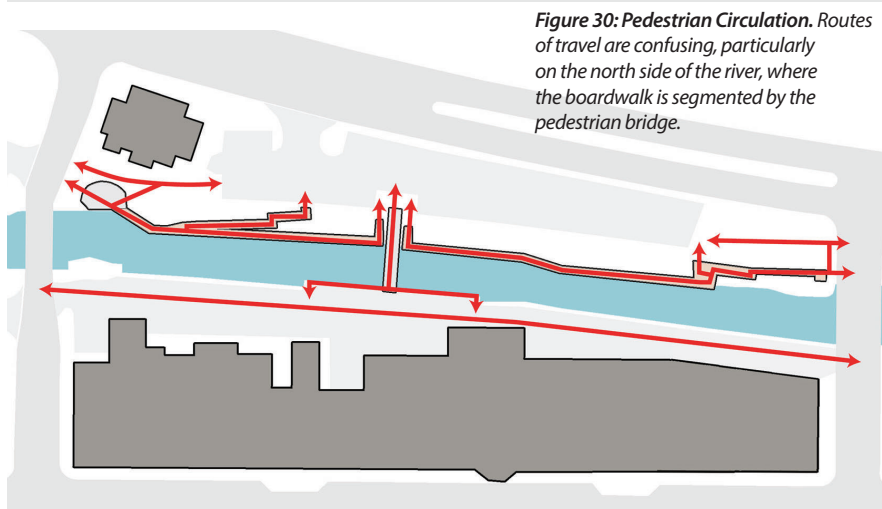 Figure 30: Pedestrian Circulation. Routes
of travel are confusing, particularly
on the north side of the river, where
the boardwalk is segmented by the
pedestrian bridge.